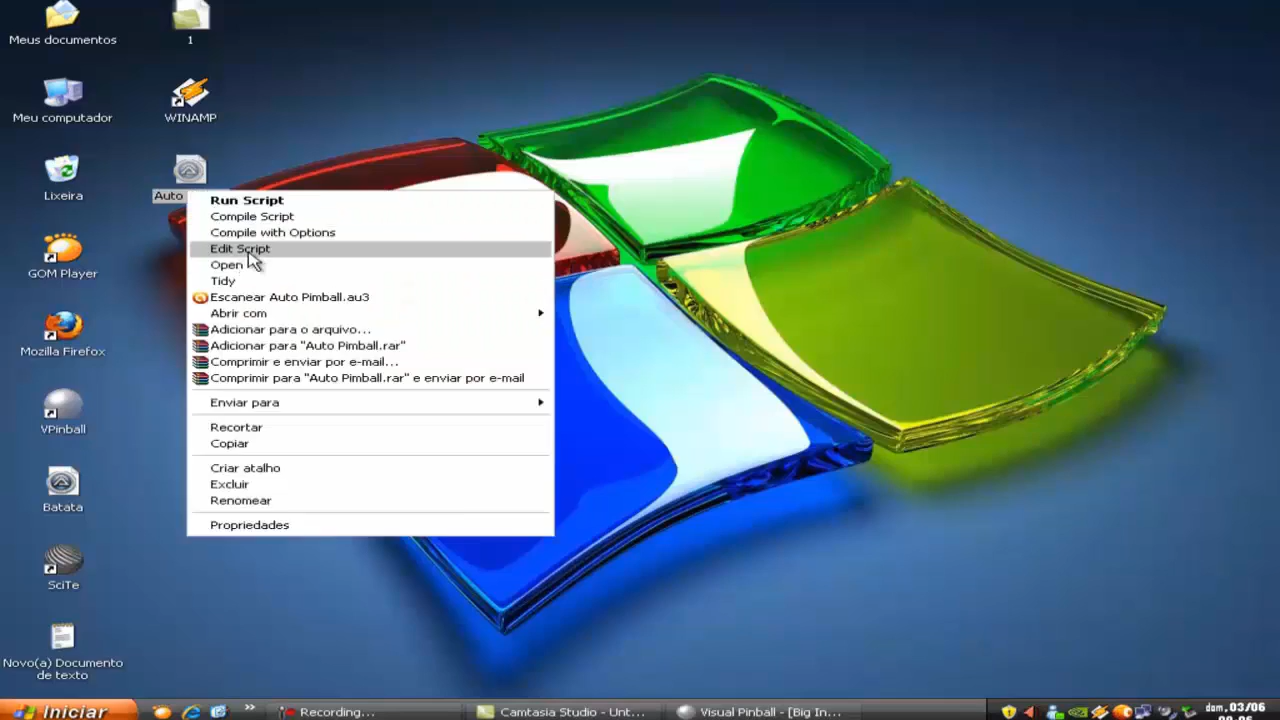 Meus documentos
1
Meu computador
WINAMP
Lixeira
Auto
GOM Player
Mozilla Firefox
VPinball
Batata
SciTe
Novo(a) Documento
de texto
Run Script
Compile Script
Compile with Options
Edit Script
Open
Tidy
Escanear Auto Pimball.au3
Abrir com
Adicionar para o arquivo...
Adicionar para "Auto Pimball.rar"
Comprimir e enviar por e-mail...
Comprimir para "Auto Pimball.rar" e enviar por e-mail
Enviar para
Recortar
Copiar
Criar atalho
Excluir
Renomear
Propriedades
Iniciar
Recording...
Camtasia Studio - Unt...
Visual Pinball - [Big In...
dom, 03/06